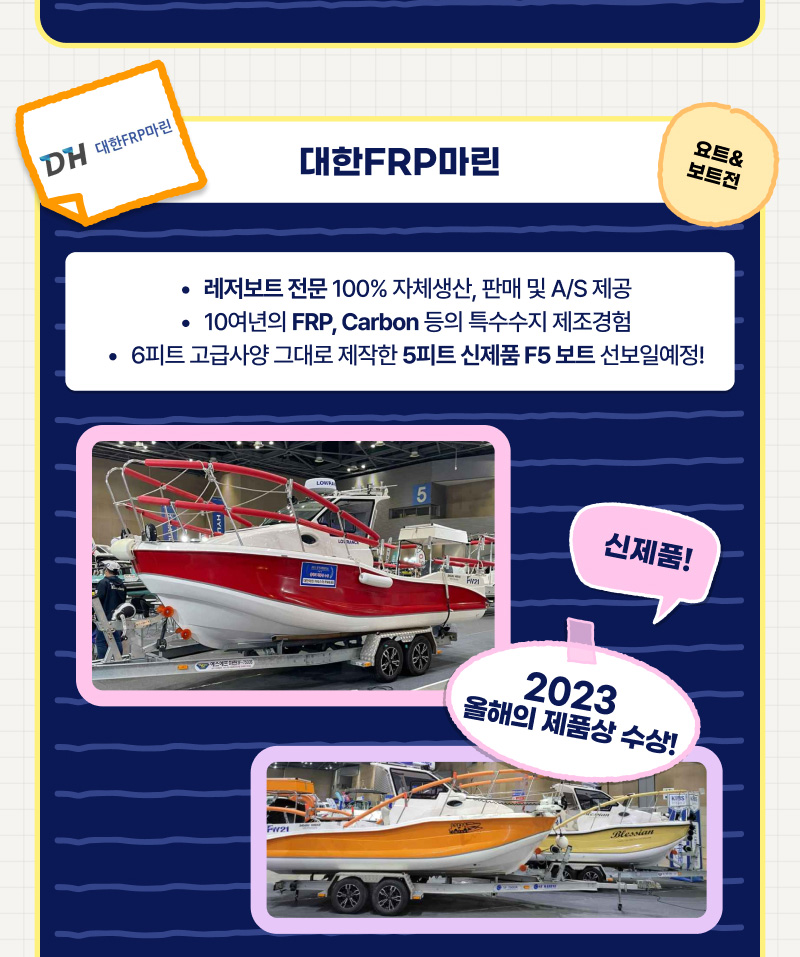 DH 대한FRP마린
대한FRP마린
요트&
보트전
• 레저보트 전문 100% 자체생산, 판매 및 A/S 제공
• 10여년의 FRP, Carbon 등의 특수수지 제조경험
• 6피트 고급사양 그대로 제작한 5피트 신제품 F5 보트 선보일예정!
LOWRANCE
5
신제품!
2023
올해의 제품상 수상!
Blessian